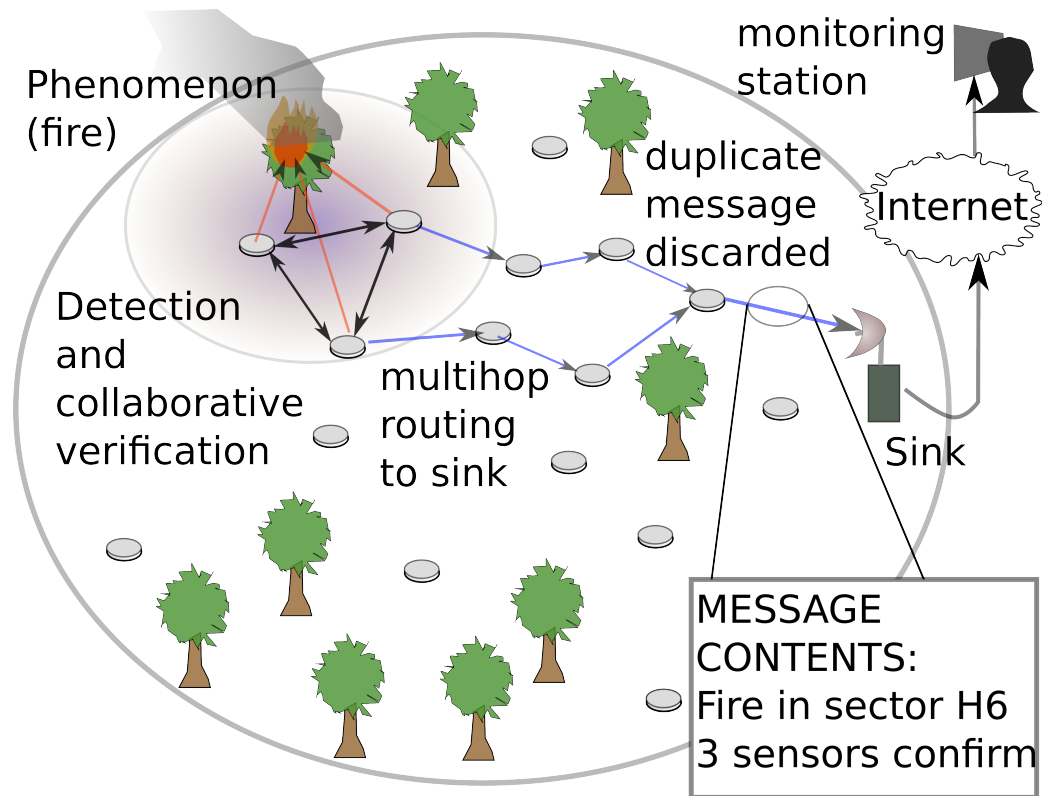 Phenomenon
(fire)
monitoring
station
duplicate
message
discarded
Internet
Detection
and
collaborative
verification
multihop
routing
to sink
Sink
MESSAGE
CONTENTS:
Fire in sector H6
3 sensors confirm